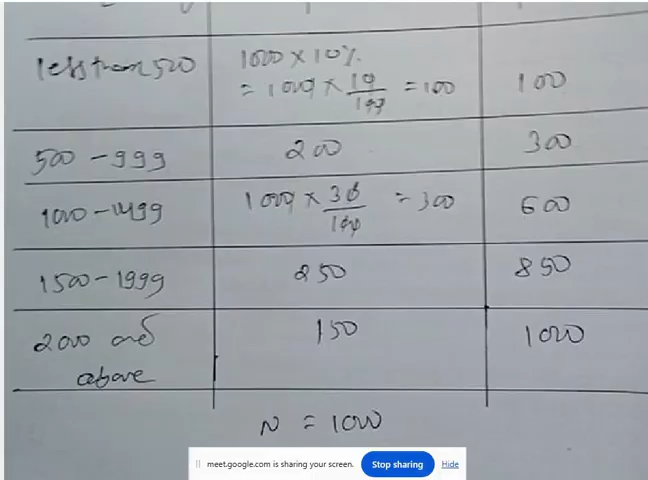 less than 500
1000 × 10%
= 1000 × 10/100 = 100
100
500 - 999
200
300
1000 - 1499
1000 × 30/100 = 300
600
1500 - 1999
250
850
2000 and above
150
1000
N = 1000
meet.google.com is sharing your screen.
Stop sharing
Hide